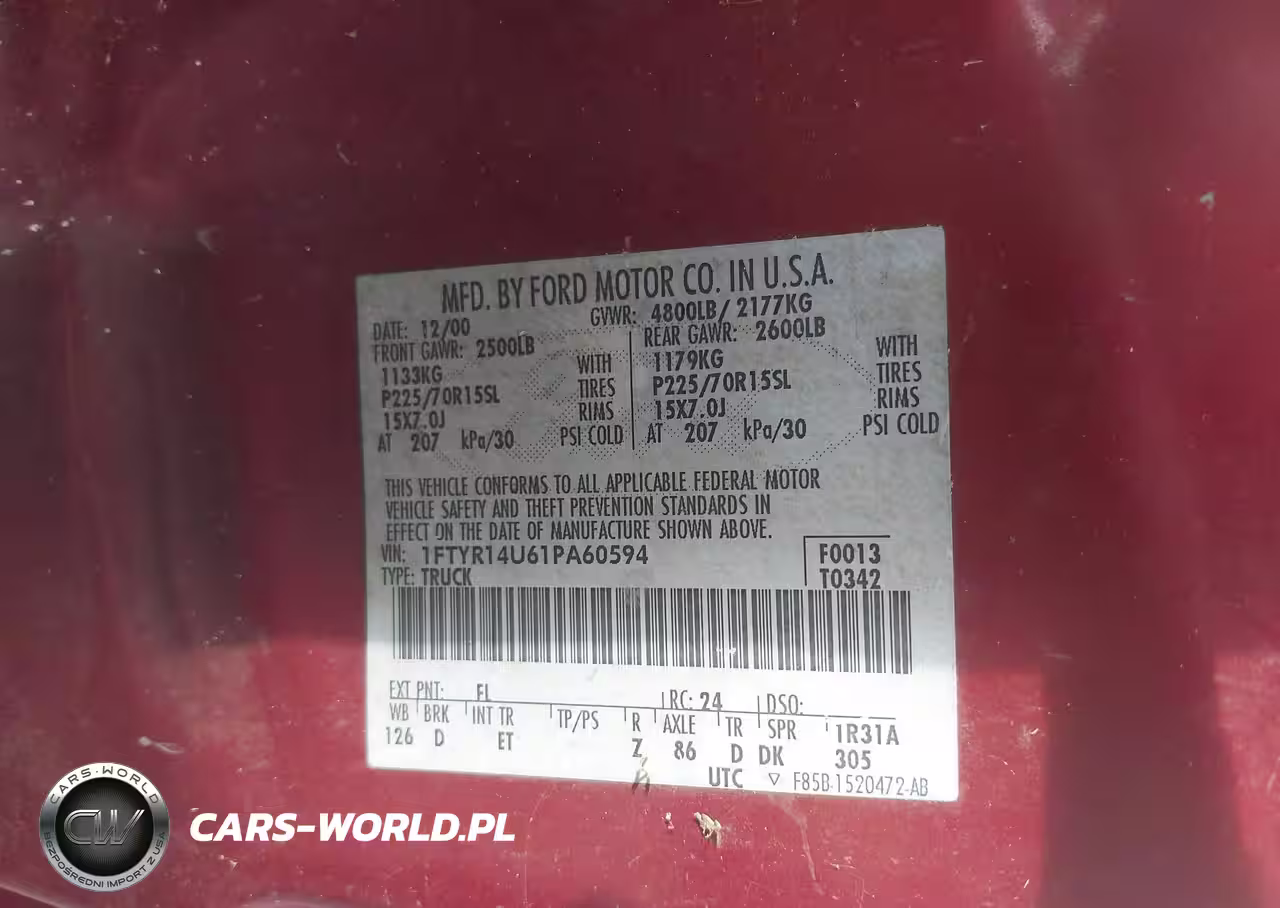 MFD. BY FORD MOTOR CO. IN U.S.A.
DATE: 12/00 GVWR: 4800LB/ 2177KG
FRONT GAWR: 2500LB REAR GAWR: 2600LB
1133KG WITH 1179KG WITH
P225/70R15SL TIRES P225/70R15SL TIRES
15X7.0J RIMS 15X7.0J RIMS
AT 207 kPa/30 PSI COLD AT 207 kPa/30 PSI COLD
THIS VEHICLE CONFORMS TO ALL APPLICABLE FEDERAL MOTOR
VEHICLE SAFETY AND THEFT PREVENTION STANDARDS IN
EFFECT ON THE DATE OF MANUFACTURE SHOWN ABOVE.
VIN: 1FTYR14U61PA60594 F0013
TYPE: TRUCK T0342
EXT PNT: FL RC: 24 DSO:
WB BRK INT TR TP/PS R AXLE TR SPR 1R31A
126 D ET Z 86 D DK 305
UTC ▽ F85B-1520472-AB
CARS-WORLD
CW
BEZPOŚREDNI IMPORT Z USA
CARS-WORLD.PL